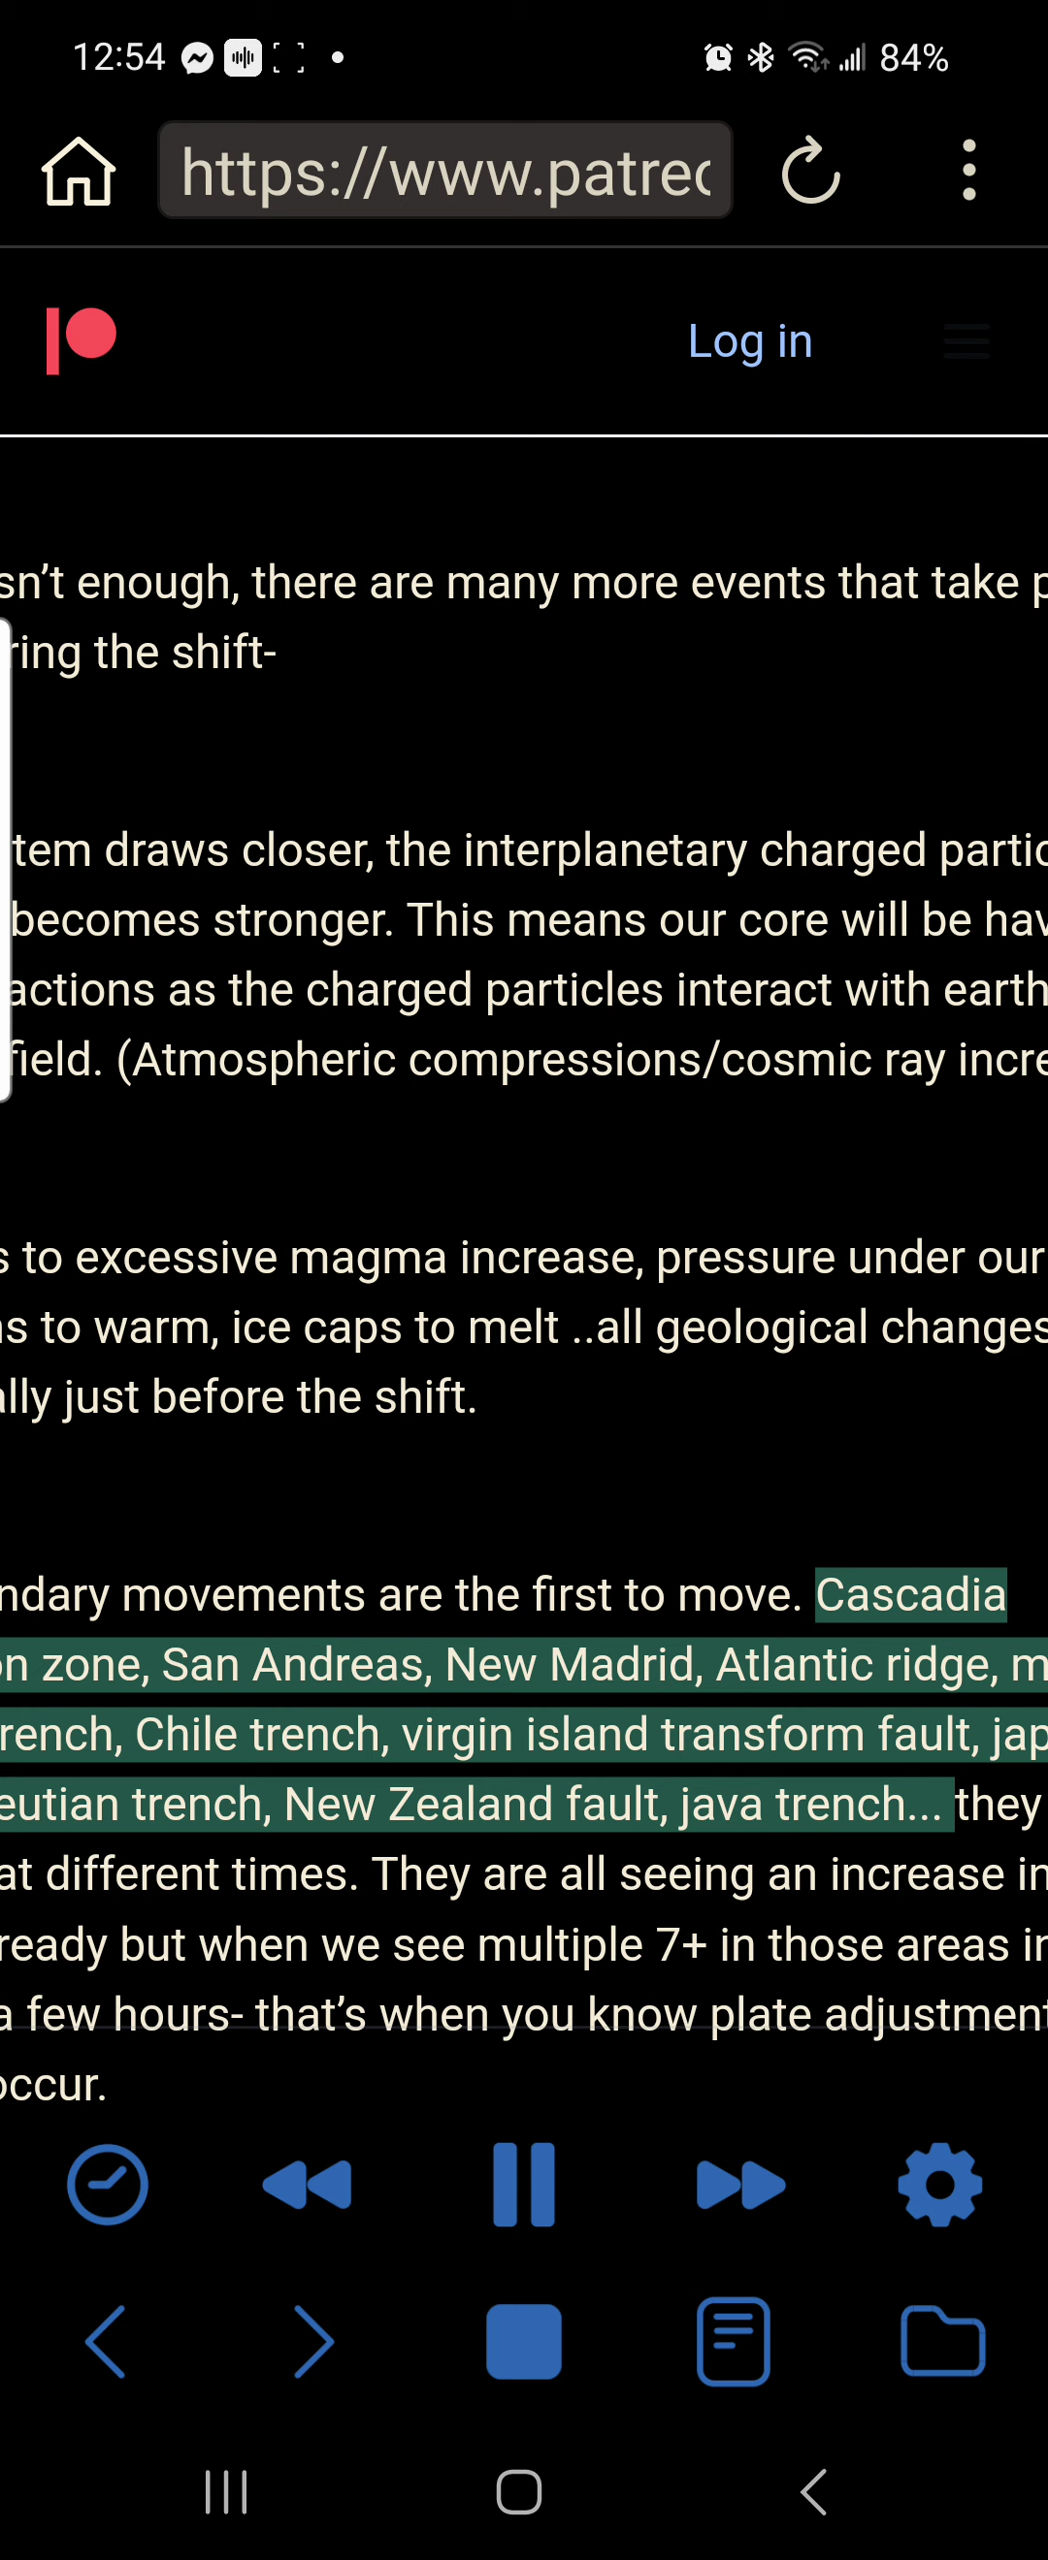 12:54
84%
https://www.patrec
Log in
sn’t enough, there are many more events that take p
ring the shift-
tem draws closer, the interplanetary charged partic
becomes stronger. This means our core will be hav
actions as the charged particles interact with earth
field. (Atmospheric compressions/cosmic ray incre
s to excessive magma increase, pressure under our
ns to warm, ice caps to melt ..all geological changes
ally just before the shift.
ndary movements are the first to move. Cascadia
on zone, San Andreas, New Madrid, Atlantic ridge, m
rench, Chile trench, virgin island transform fault, jap
eutian trench, New Zealand fault, java trench... they
at different times. They are all seeing an increase in
ready but when we see multiple 7+ in those areas in
a few hours- that’s when you know plate adjustment
occur.